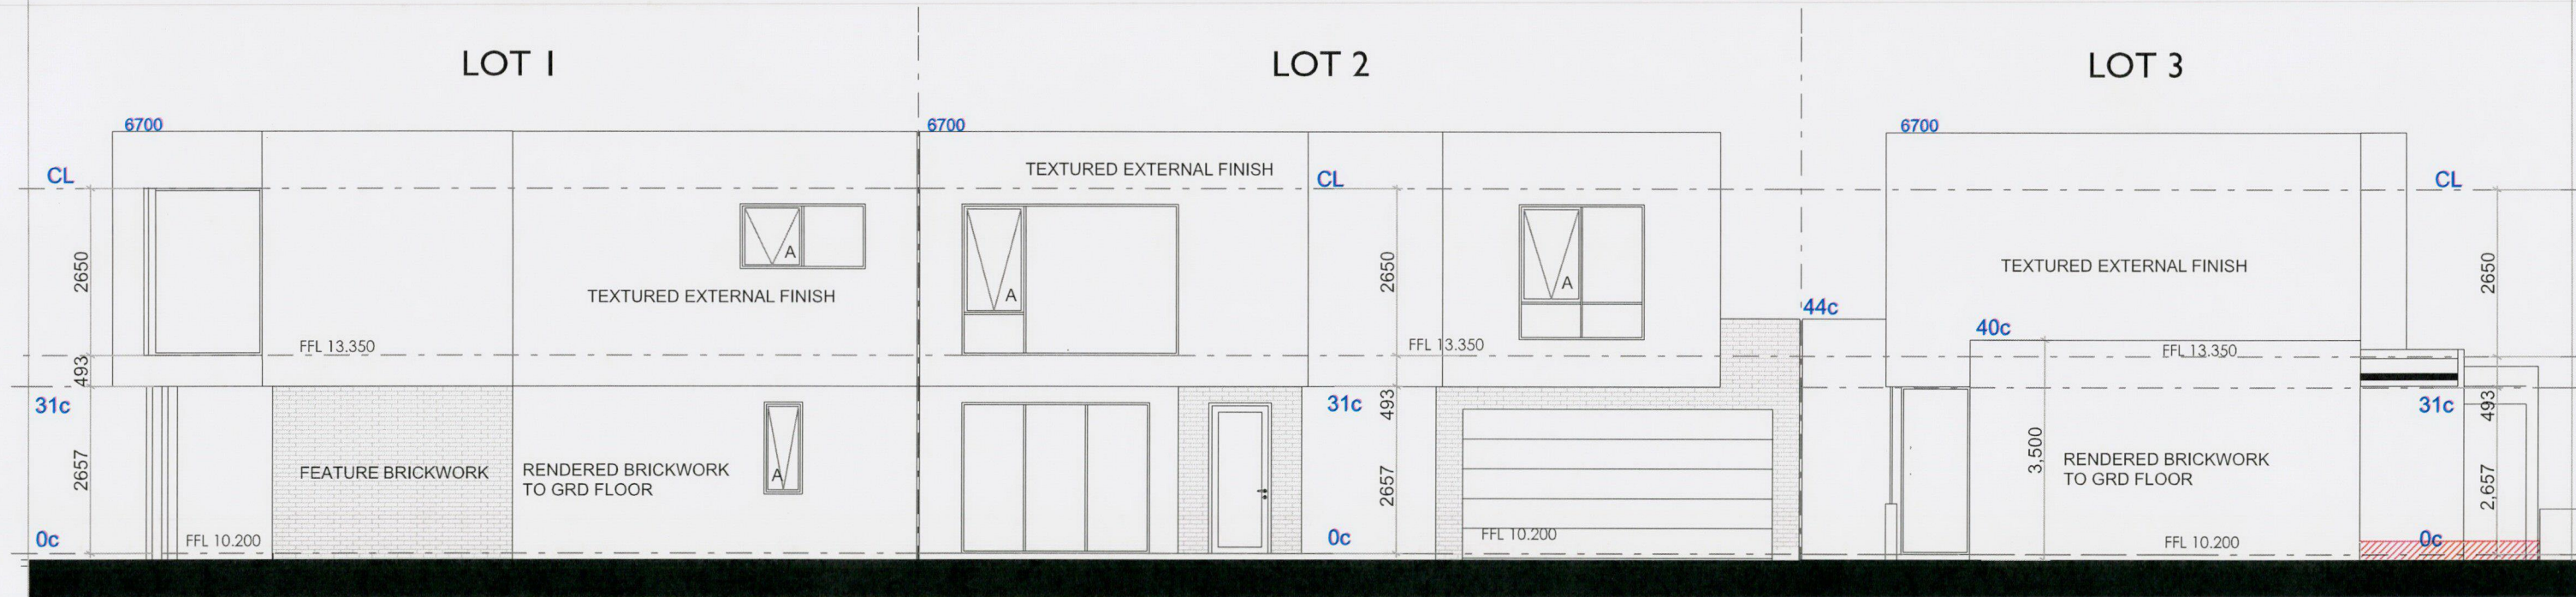 LOT 1
LOT 2
LOT 3
6700
6700
6700
TEXTURED EXTERNAL FINISH
CL
CL
CL
A
A
A
2650
2650
2650
TEXTURED EXTERNAL FINISH
TEXTURED EXTERNAL FINISH
44c
40c
FFL 13.350
FFL 13.350
FFL 13.350
493
493
493
31c
31c
31c
FEATURE BRICKWORK
RENDERED BRICKWORK
TO GRD FLOOR
A
2657
2657
3,500
RENDERED BRICKWORK
TO GRD FLOOR
2,657
0c
FFL 10.200
0c
FFL 10.200
FFL 10.200
0c